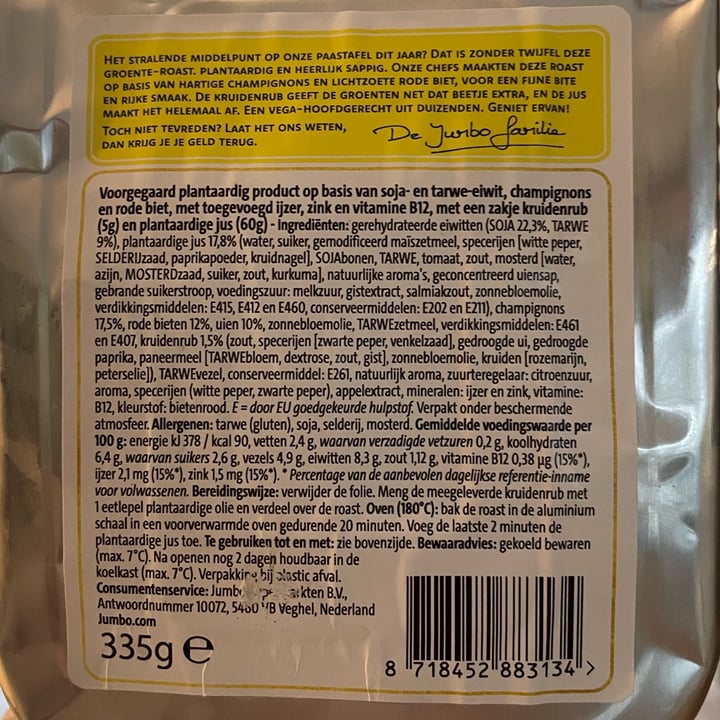 HET STRALENDE MIDDELPUNT OP ONZE PAASTAFEL DIT JAAR? DAT IS ZONDER TWIJFEL DEZE
GROENTE-ROAST. PLANTAARDIG EN HEERLIJK SAPPIG. ONZE CHEFS MAAKTEN DEZE ROAST
OP BASIS VAN HARTIGE CHAMPIGNONS EN LICHTZOETE RODE BIET, VOOR EEN FIJNE BITE
EN RIJKE SMAAK. DE KRUIDENRUB GEEFT DE GROENTEN NET DAT BEETJE EXTRA, EN DE JUS
MAAKT HET HELEMAAL AF. EEN VEGA-HOOFDGERECHT UIT DUIZENDEN. GENIET ERVAN!
TOCH NIET TEVREDEN? LAAT HET ONS WETEN,
DAN KRIJG JE JE GELD TERUG.
De Jumbo familie
Voorgegaard plantaardig product op basis van soja- en tarwe-eiwit, champignons
en rode biet, met toegevoegd ijzer, zink en vitamine B12, met een zakje kruidenrub
(5g) en plantaardige jus (60g) - Ingrediënten: gerehydrateerde eiwitten (SOJA 22,3%, TARWE
9%), plantaardige jus 17,8% (water, suiker, gemodificeerd maïszetmeel, specerijen [witte peper,
SELDERIJzaad, paprikapoeder, kruidnagel], SOJAbonen, TARWE, tomaat, zout, mosterd [water,
azijn, MOSTERDzaad, suiker, zout, kurkuma], natuurlijke aroma's, geconcentreerd uiensap,
gebrande suikerstroop, voedingszuur: melkzuur, gistextract, salmiakzout, zonnebloemolie,
verdikkingsmiddelen: E415, E412 en E460, conserveermiddel: E202 en E211), champignons
17,5%, rode bieten 12%, uien 10%, zonnebloemolie, TARWEzetmeel, verdikkingsmiddelen: E461
en E407, kruidenrub 1,5% (zout, specerijen [zwarte peper, venkelzaad], gedroogde ui, gedroogde
paprika, paneermeel [TARWEbloem, dextrose, zout, gist], zonnebloemolie, kruiden [rozemarijn,
peterselie]), TARWEvezel, conserveermiddel: E261, natuurlijk aroma, zuurteregelaar: citroenzuur,
aroma, specerijen (witte peper, zwarte peper), appelextract, mineralen: ijzer en zink, vitamine:
B12, kleurstof: bietenrood. E = door EU goedgekeurde hulpstof. Verpakt onder beschermende
atmosfeer. Allergenen: tarwe (gluten), soja, selderij, mosterd. Gemiddelde voedingswaarde per
100 g: energie kJ 378 / kcal 90, vetten 2,4 g, waarvan verzadigde vetzuren 0,2 g, koolhydraten
6,4 g, waarvan suikers 2,6 g, vezels 4,9 g, eiwitten 8,3 g, zout 1,12 g, vitamine B12 0,38 µg (15%*),
ijzer 2,1 mg (15%*), zink 1,5 mg (15%*). * Percentage van de aanbevolen dagelijkse referentie-inname
voor volwassenen. Bereidingswijze: verwijder de folie. Meng de meegeleverde kruidenrub met
1 eetlepel plantaardige olie en verdeel over de roast. Oven (180°C): bak de roast in de aluminium
schaal in een voorverwarmde oven gedurende 20 minuten. Voeg de laatste 2 minuten de
plantaardige jus toe. Te gebruiken tot en met: zie bovenzijde. Bewaaradvies: gekoeld bewaren
(max. 7°C). Na openen nog 2 dagen houdbaar in de
koelkast (max. 7°C). Verpakking bij plastic afval.
Consumentenservice: Jumbo B.V.,
Antwoordnummer 10072, Veghel, Nederland
Jumbo.com
335g ℮
8 718452 883134 >